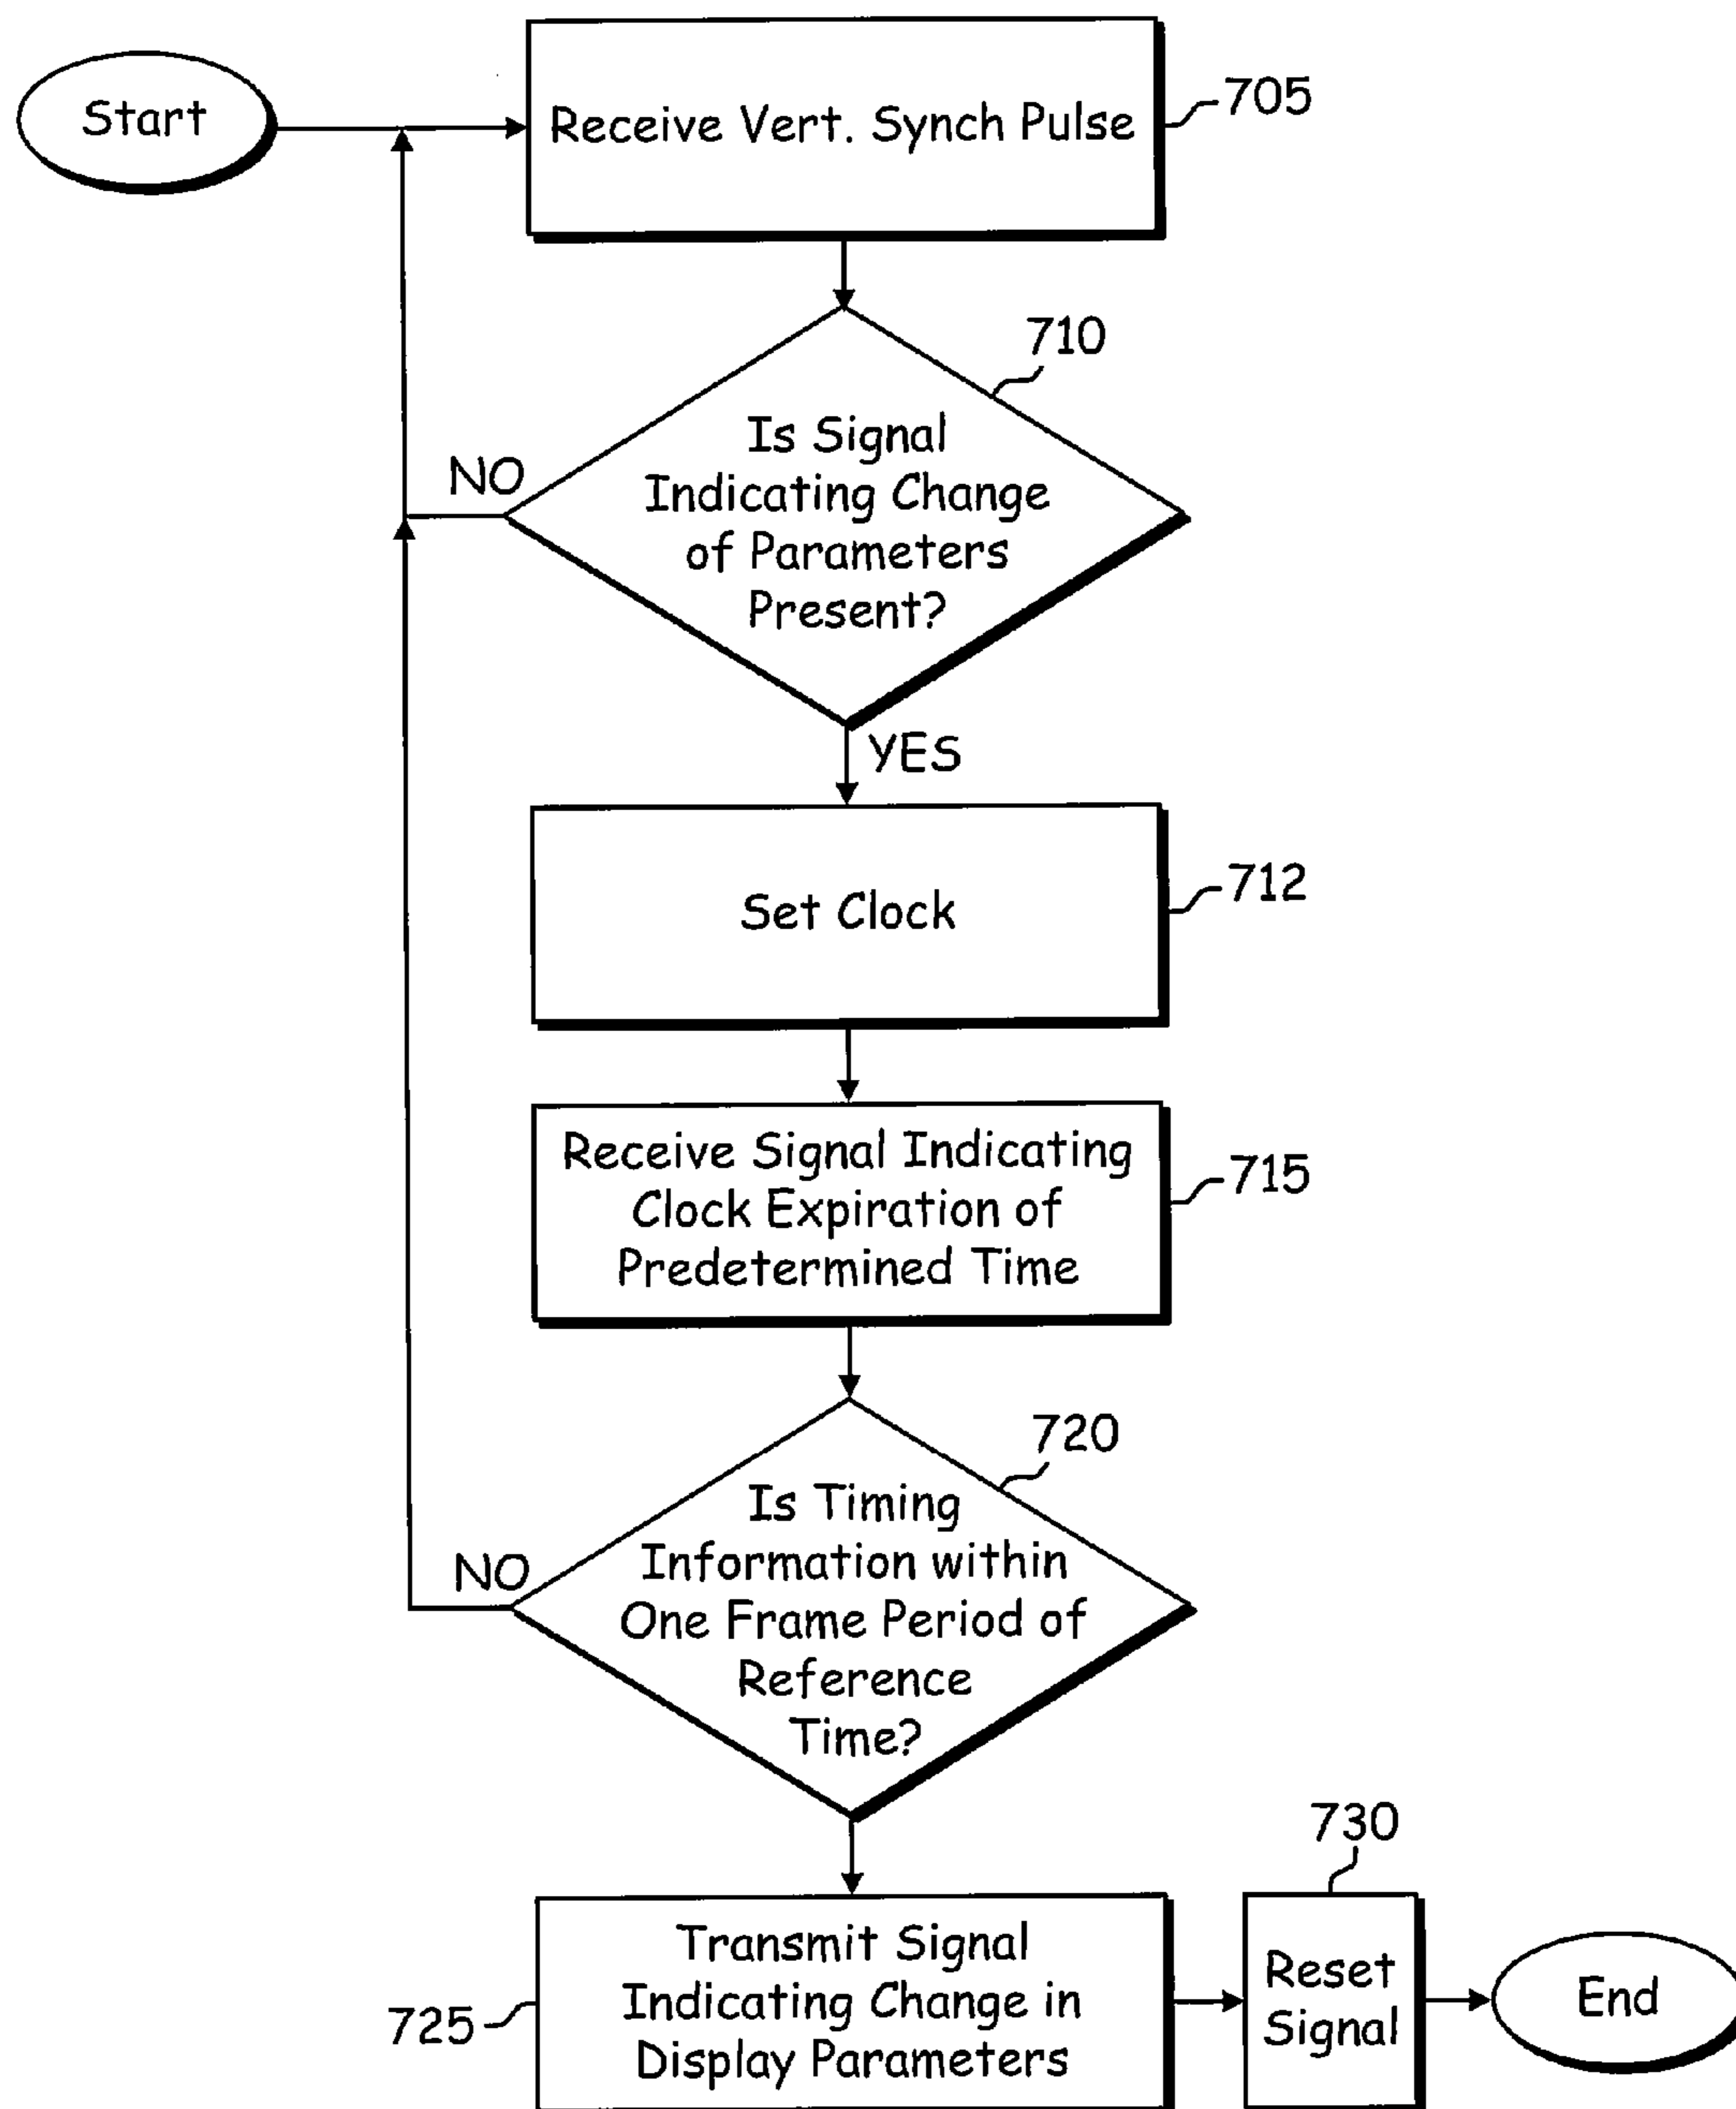 Start
Receive Vert. Synch Pulse
705
710
Is Signal
Indicating Change
of Parameters
Present?
NO
YES
Set Clock
712
Receive Signal Indicating
Clock Expiration of
Predetermined Time
715
720
Is Timing
Information within
One Frame Period of
Reference
Time?
NO
730
Transmit Signal
Indicating Change in
Display Parameters
725
Reset
Signal
End